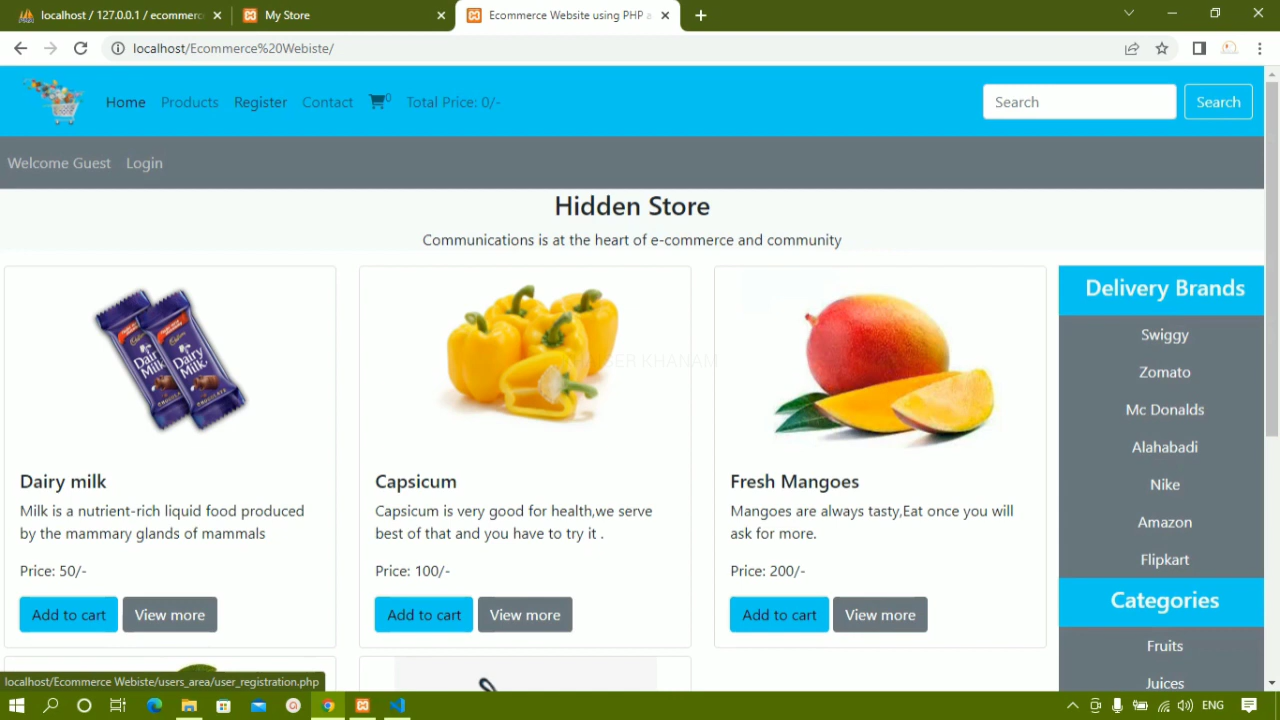 localhost / 127.0.0.1 / ecommerc
My Store
Ecommerce Website using PHP a
localhost/Ecommerce%20Webiste/
Home Products Register Contact 0 Total Price: 0/-
Search Search
Welcome Guest Login
Hidden Store
Communications is at the heart of e-commerce and community
Dairy Milk
Dairy Milk
Dairy milk
Milk is a nutrient-rich liquid food produced
by the mammary glands of mammals
Price: 50/-
Add to cart View more
Capsicum
Capsicum is very good for health,we serve
best of that and you have to try it .
Price: 100/-
Add to cart View more
Fresh Mangoes
Mangoes are always tasty,Eat once you will
ask for more.
Price: 200/-
Add to cart View more
KHANAM
Delivery Brands
Swiggy
Zomato
Mc Donalds
Alahabadi
Nike
Amazon
Flipkart
Categories
Fruits
Juices
localhost/Ecommerce Webiste/users_area/user_registration.php
ENG